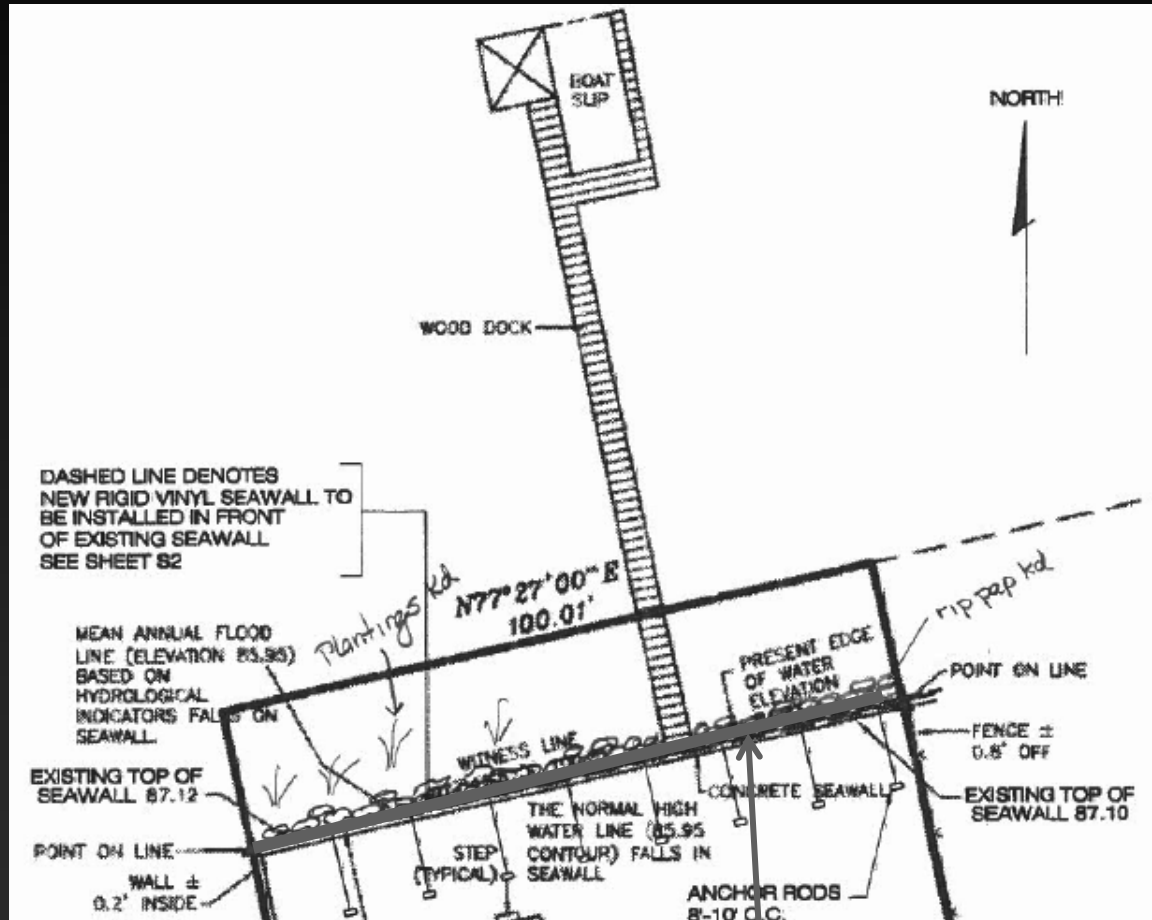 BOAT
SLIP
NORTH
WOOD DOCK
DASHED LINE DENOTES
NEW RIGID VINYL SEAWALL TO
BE INSTALLED IN FRONT
OF EXISTING SEAWALL
SEE SHEET S2
Plantings kd
N77°27'00" E
100.01'
rip pap kd
MEAN ANNUAL FLOOD
LINE (ELEVATION 85.95)
BASED ON
HYDROLOGICAL
INDICATORS FALLS ON
SEAWALL.
PRESENT EDGE
OF WATER
ELEVATION
POINT ON LINE
WITNESS LINE
FENCE ±
0.8' OFF
EXISTING TOP OF
SEAWALL 87.12
CONCRETE SEAWALL
EXISTING TOP OF
SEAWALL 87.10
THE NORMAL HIGH
WATER LINE (85.95
CONTOUR) FALLS IN
SEAWALL
POINT ON LINE
STEP
(TYPICAL)
WALL ±
0.2' INSIDE
ANCHOR RODS
8'-10' O.C.